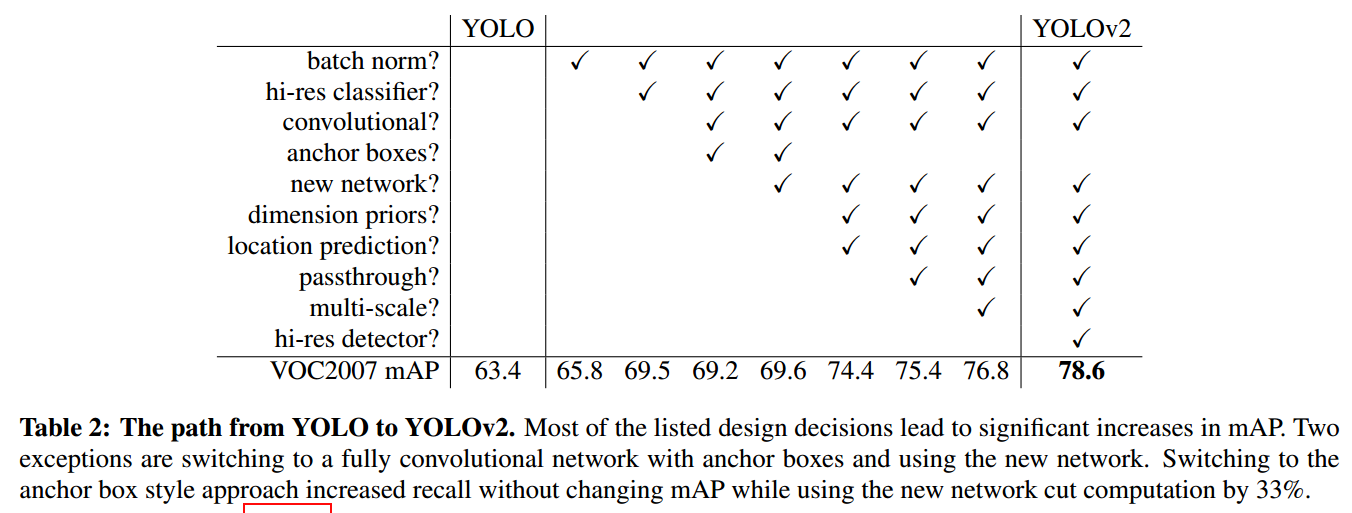 YOLO YOLOv2
batch norm? ✓ ✓ ✓ ✓ ✓ ✓ ✓ ✓
hi-res classifier? ✓ ✓ ✓ ✓ ✓ ✓ ✓
convolutional? ✓ ✓ ✓ ✓ ✓ ✓
anchor boxes? ✓ ✓
new network? ✓ ✓ ✓ ✓ ✓
dimension priors? ✓ ✓ ✓ ✓
location prediction? ✓ ✓ ✓ ✓
passthrough? ✓ ✓ ✓
multi-scale? ✓ ✓
hi-res detector? ✓
VOC2007 mAP 63.4 65.8 69.5 69.2 69.6 74.4 75.4 76.8 78.6
Table 2: The path from YOLO to YOLOv2. Most of the listed design decisions lead to significant increases in mAP. Two
exceptions are switching to a fully convolutional network with anchor boxes and using the new network. Switching to the
anchor box style approach increased recall without changing mAP while using the new network cut computation by 33%.